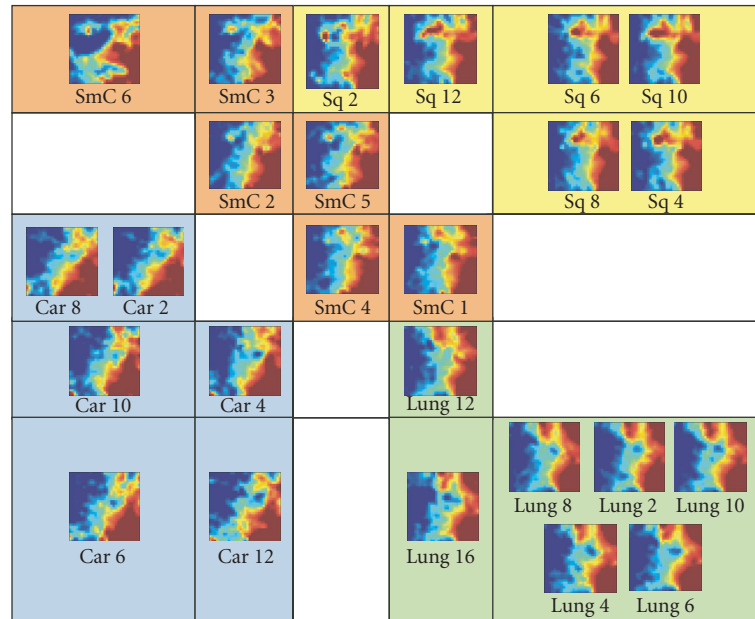 SmC 6
SmC 3
Sq 2
Sq 12
Sq 6
Sq 10
SmC 2
SmC 5
Sq 8
Sq 4
Car 8
Car 2
SmC 4
SmC 1
Car 10
Car 4
Lung 12
Lung 8
Lung 2
Lung 10
Car 6
Car 12
Lung 16
Lung 4
Lung 6